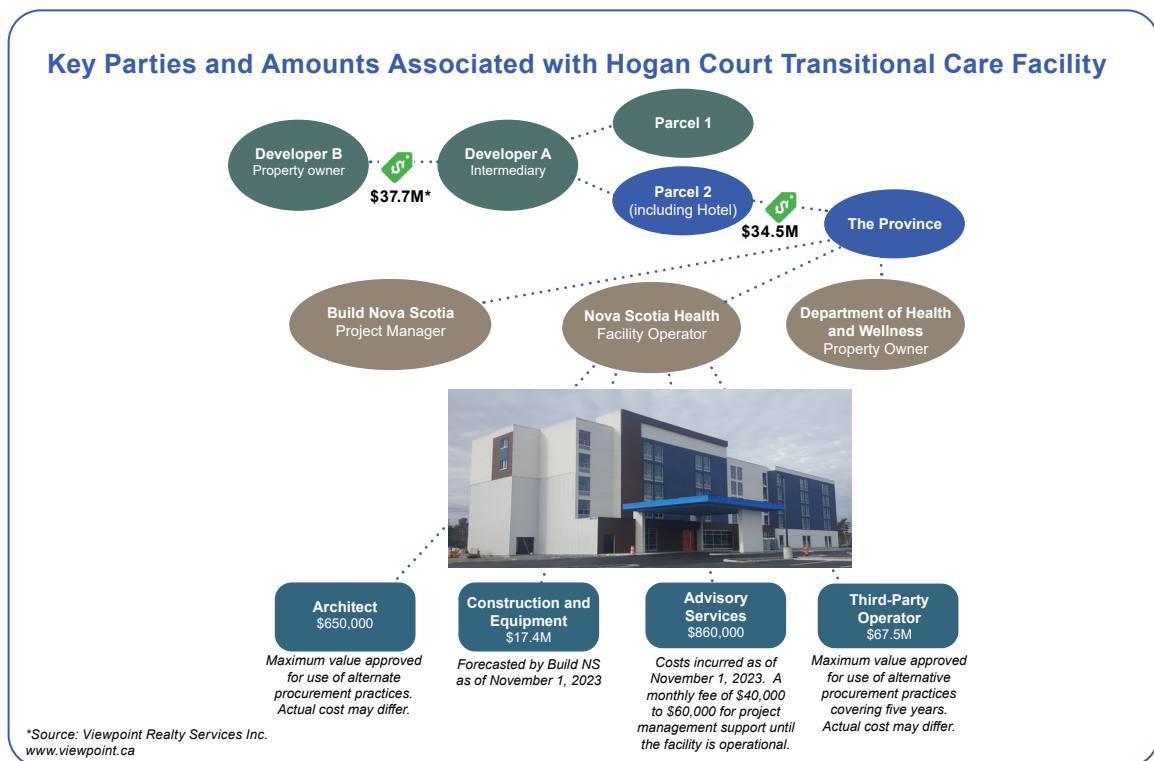 Key Parties and Amounts Associated with Hogan Court Transitional Care Facility
Parcel 1
Developer B
Property owner
$37.7M*
Developer A
Intermediary
Parcel 2
(including Hotel)
$34.5M
The Province
Build Nova Scotia
Project Manager
Nova Scotia Health
Facility Operator
Department of Health
and Wellness
Property Owner
Architect
$650,000
Maximum value approved
for use of alternate
procurement practices.
Actual cost may differ.
Construction and
Equipment
$17.4M
Forecasted by Build NS
as of November 1, 2023
Advisory
Services
$860,000
Costs incurred as of
November 1, 2023. A
monthly fee of $40,000
to $60,000 for project
management support until
the facility is operational.
Third-Party
Operator
$67.5M
Maximum value approved
for use of alternative
procurement practices
covering five years.
Actual cost may differ.
*Source: Viewpoint Realty Services Inc.
www.viewpoint.ca